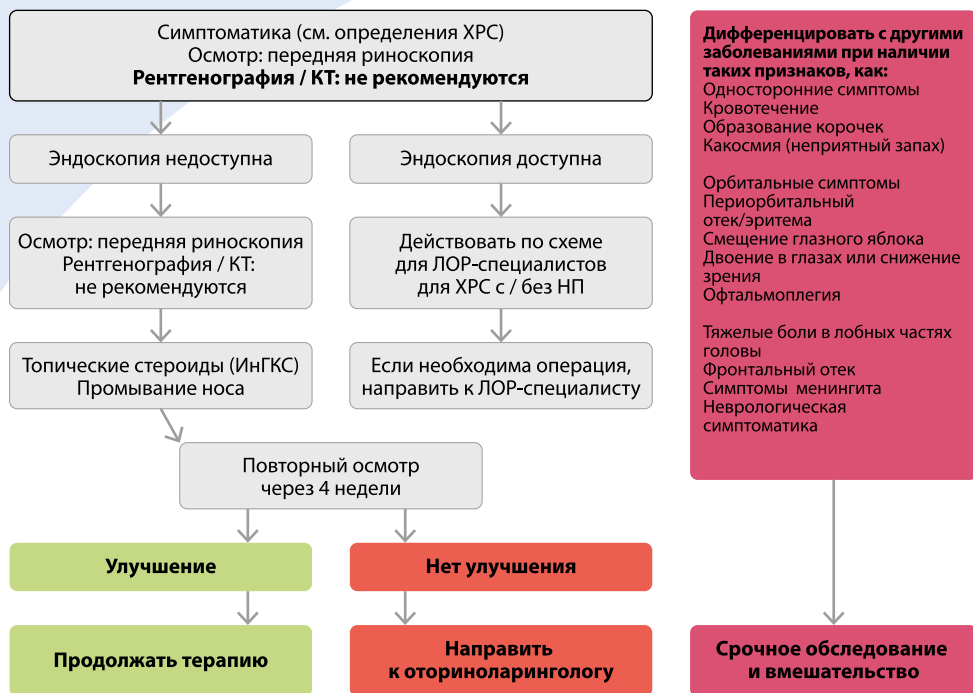 Симптоматика (см. определения ХРС)
Осмотр: передняя риноскопия
Рентгенография / КТ: не рекомендуются
Эндоскопия недоступна
Эндоскопия доступна
Осмотр: передняя риноскопия
Рентгенография / КТ:
не рекомендуются
Действовать по схеме
для ЛОР-специалистов
для ХРС с / без НП
Топические стероиды (ИнГКС)
Промывание носа
Если необходима операция,
направить к ЛОР-специалисту
Повторный осмотр
через 4 недели
Улучшение
Нет улучшения
Продолжать терапию
Направить
к оториноларингологу
Дифференцировать с другими
заболеваниями при наличии
таких признаков, как:
Односторонние симптомы
Кровотечение
Образование корочек
Какосмия (неприятный запах)
Орбитальные симптомы
Периорбитальный
отек/эритема
Смещение глазного яблока
Двоение в глазах или снижение
зрения
Офтальмоплегия
Тяжелые боли в лобных частях
головы
Фронтальный отек
Симптомы менингита
Неврологическая
симптоматика
Срочное обследование
и вмешательство